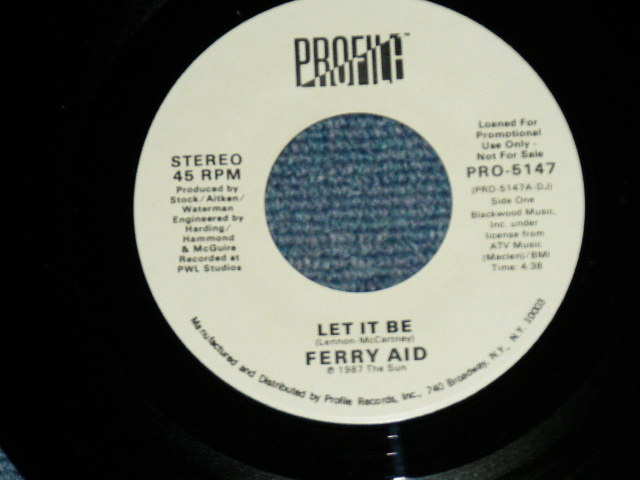 PROFILE™
STEREO
45 RPM
Produced by
Stock/Aitken/
Waterman
Engineered by
Harding/
Hammond
& McGuire
Recorded at
PWL Studios
Loaned For
Promotional
Use Only -
Not For Sale
PRO-5147
(PRO-5147A-DJ)
Side One
Blackwood Music,
Inc. under
license from
ATV Music
(Maclen)/BMI
Time: 4:38
LET IT BE
(Lennon-McCartney)
FERRY AID
℗ 1987 The Sun
Manufactured and Distributed by Profile Records, Inc., 740 Broadway, N.Y., N.Y. 10003